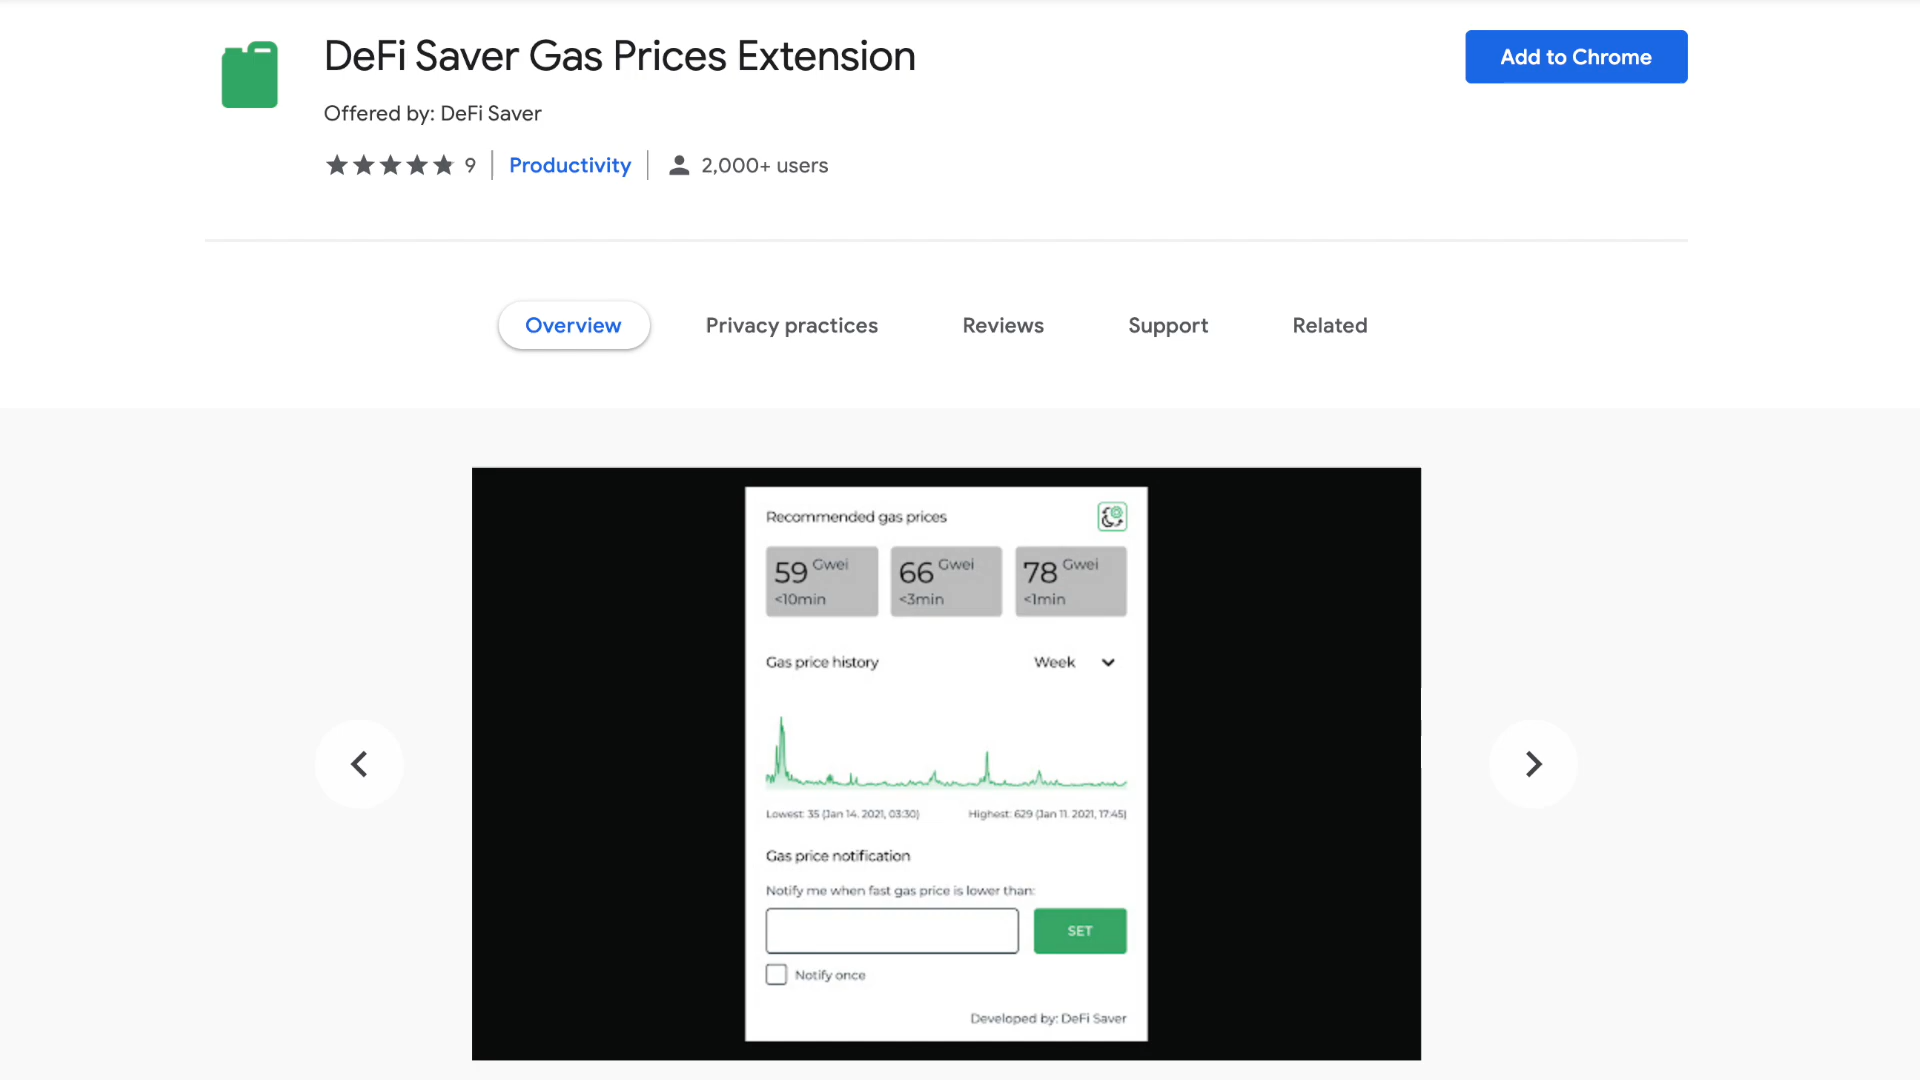 DeFi Saver Gas Prices Extension
Add to Chrome
Offered by: DeFi Saver
9
Productivity
2,000+ users
Overview
Privacy practices
Reviews
Support
Related
Recommended gas prices
59 Gwei
<10min
66 Gwei
<3min
78 Gwei
<1min
Gas price history
Week
Lowest: 35 (Jan 14. 2021, 03:30)
Highest: 629 (Jan 11. 2021, 17:45)
Gas price notification
Notify me when fast gas price is lower than:
SET
Notify once
Developed by: DeFi Saver